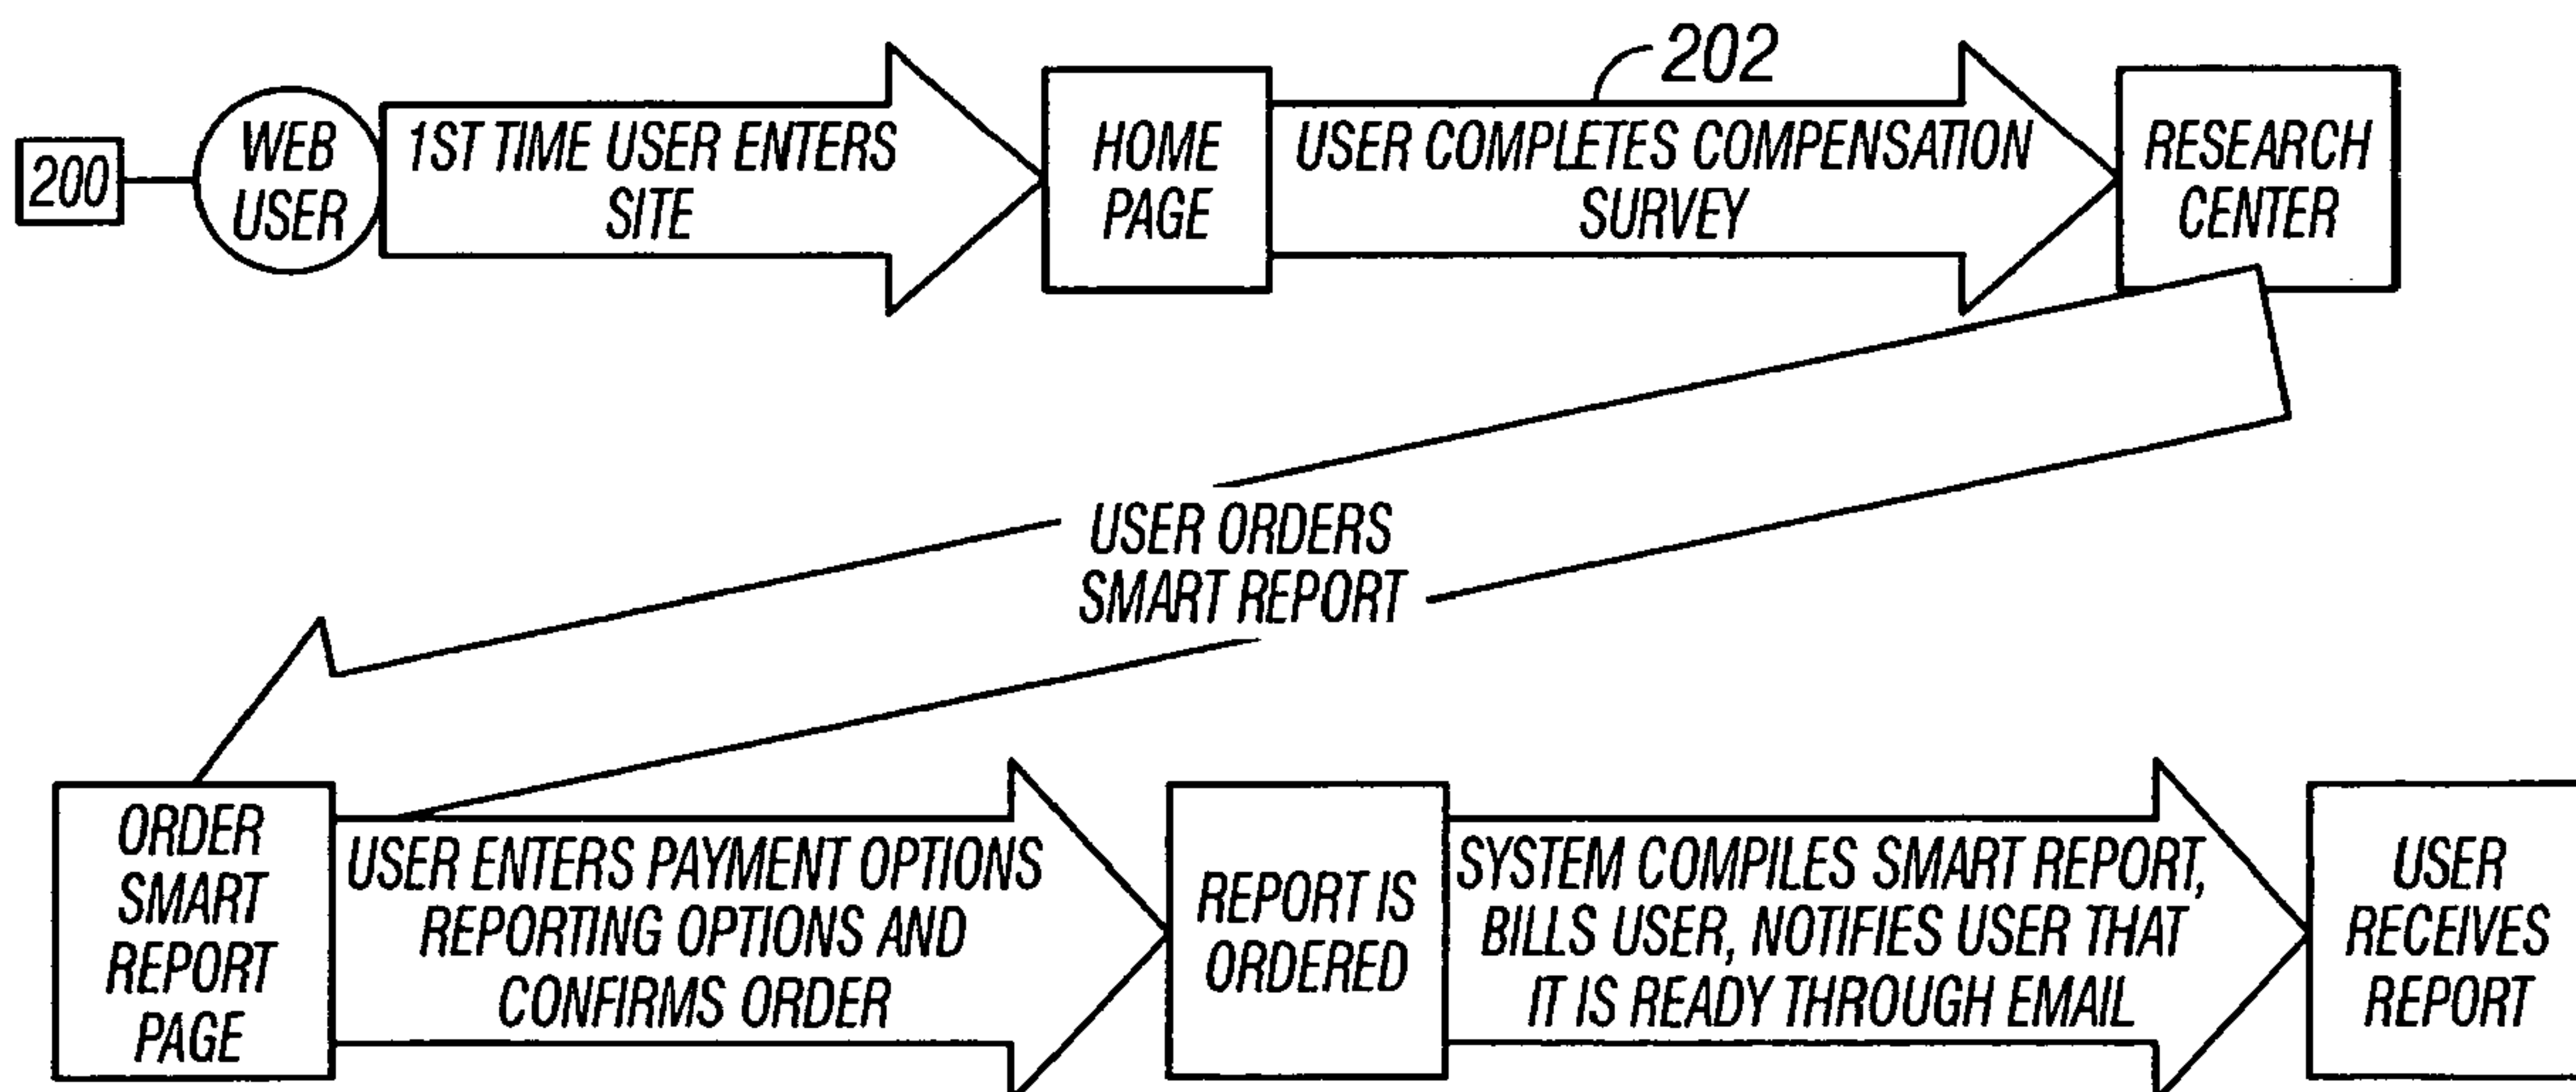 202
200
WEB
USER
1ST TIME USER ENTERS
SITE
HOME
PAGE
USER COMPLETES COMPENSATION
SURVEY
RESEARCH
CENTER
USER ORDERS
SMART REPORT
ORDER
SMART
REPORT
PAGE
USER ENTERS PAYMENT OPTIONS
REPORTING OPTIONS AND
CONFIRMS ORDER
REPORT IS
ORDERED
SYSTEM COMPILES SMART REPORT,
BILLS USER, NOTIFIES USER THAT
IT IS READY THROUGH EMAIL
USER
RECEIVES
REPORT